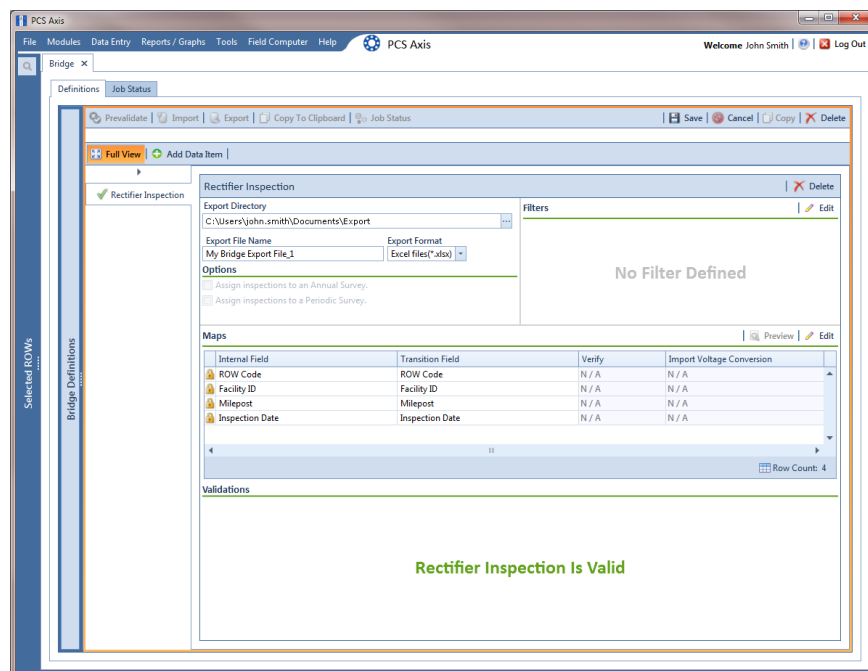 PCS Axis
File Modules Data Entry Reports / Graphs Tools Field Computer Help PCS Axis Welcome John Smith Log Out
Bridge
Definitions Job Status
Prevalidate Import Export Copy To Clipboard Job Status Save Cancel Copy Delete
Full View Add Data Item
Rectifier Inspection
Rectifier Inspection Delete
Export Directory
C:\Users\john.smith\Documents\Export ...
Export File Name Export Format
My Bridge Export File_1 Excel files(*.xlsx)
Options
Assign inspections to an Annual Survey.
Assign inspections to a Periodic Survey.
Filters Edit
No Filter Defined
Maps Preview Edit
Internal Field Transition Field Verify Import Voltage Conversion
ROW Code ROW Code N / A N / A
Facility ID Facility ID N / A N / A
Milepost Milepost N / A N / A
Inspection Date Inspection Date N / A N / A
Row Count: 4
Validations
Rectifier Inspection Is Valid
Selected ROWs
Bridge Definitions